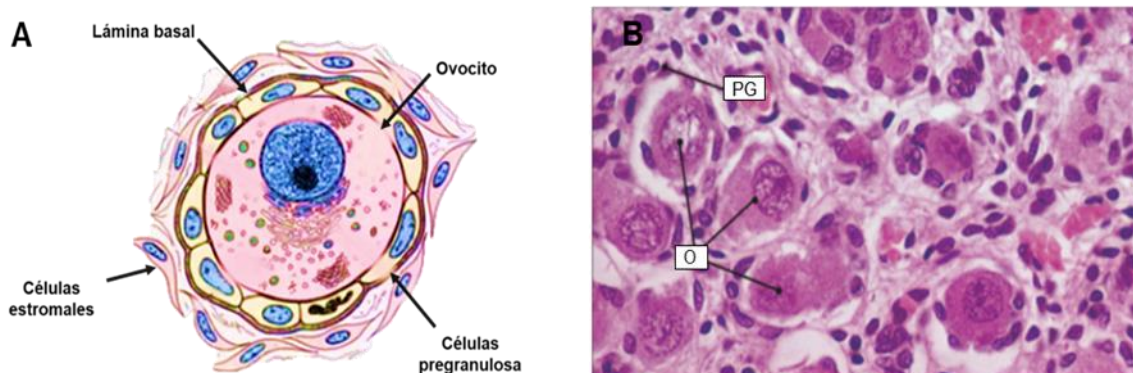 A
Lámina basal
Ovocito
Células
estromales
Células
pregranulosa
B
PG
O